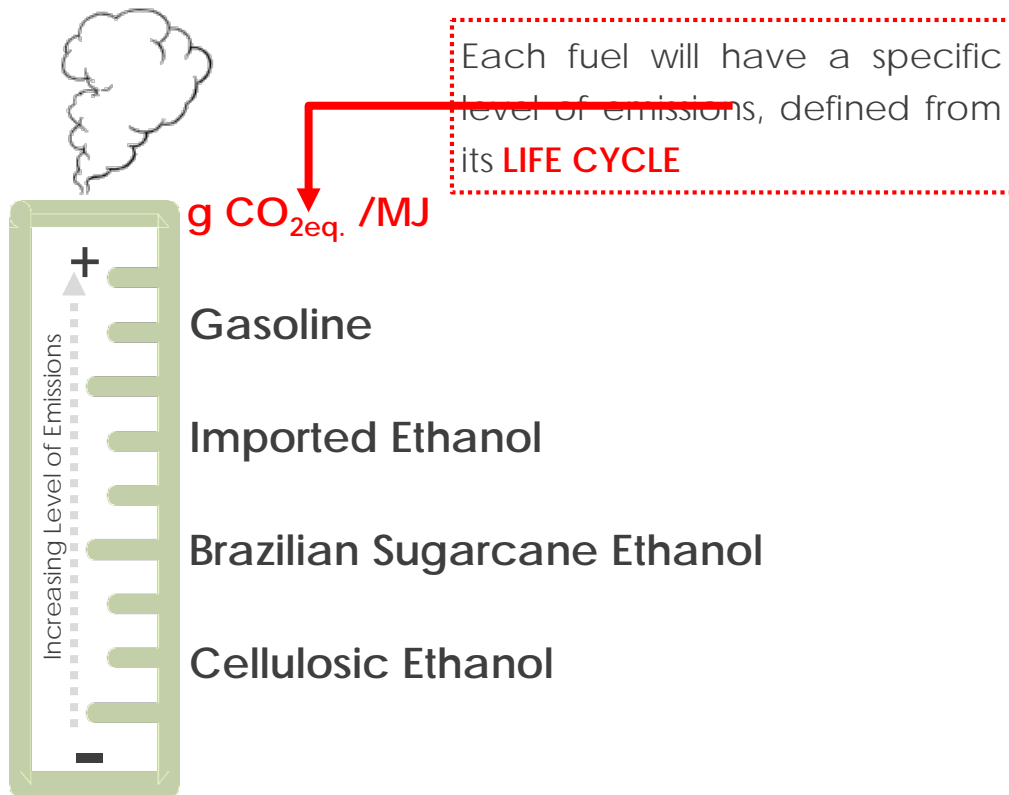 Each fuel will have a specific
level of emissions, defined from
its LIFE CYCLE
g CO2eq. /MJ
+
Increasing Level of Emissions
Gasoline
Imported Ethanol
Brazilian Sugarcane Ethanol
Cellulosic Ethanol
-